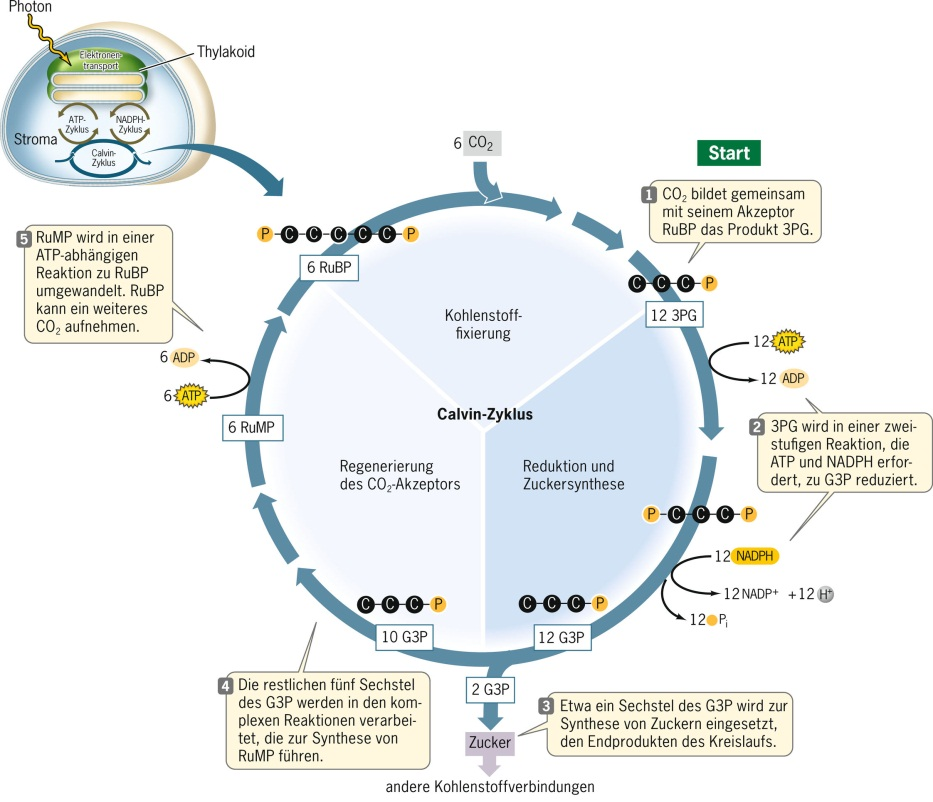 Photon
Elektronen-
transport
Thylakoid
ATP-
Zyklus
NADPH-
Zyklus
Stroma
Calvin-
Zyklus
6 CO₂
Start
1 CO₂ bildet gemeinsam
mit seinem Akzeptor
RuBP das Produkt 3PG.
5 RuMP wird in einer
ATP-abhängigen
Reaktion zu RuBP
umgewandelt. RuBP
kann ein weiteres
CO₂ aufnehmen.
P C C C C C P
6 RuBP
C C C P
12 3PG
Kohlenstoff-
fixierung
12 ATP
12 ADP
6 ADP
6 ATP
6 RuMP
Calvin-Zyklus
2 3PG wird in einer zwei-
stufigen Reaktion, die
ATP und NADPH erfor-
dert, zu G3P reduziert.
Regenerierung
des CO₂-Akzeptors
Reduktion und
Zuckersynthese
P C C C P
12 NADPH
12 NADP⁺ + 12 H⁺
12 Pᵢ
C C C P
10 G3P
C C C P
12 G3P
2 G3P
4 Die restlichen fünf Sechstel
des G3P werden in den kom-
plexen Reaktionen verarbei-
tet, die zur Synthese von
RuMP führen.
3 Etwa ein Sechstel des G3P wird zur
Synthese von Zuckern eingesetzt,
den Endprodukten des Kreislaufs.
Zucker
andere Kohlenstoffverbindungen